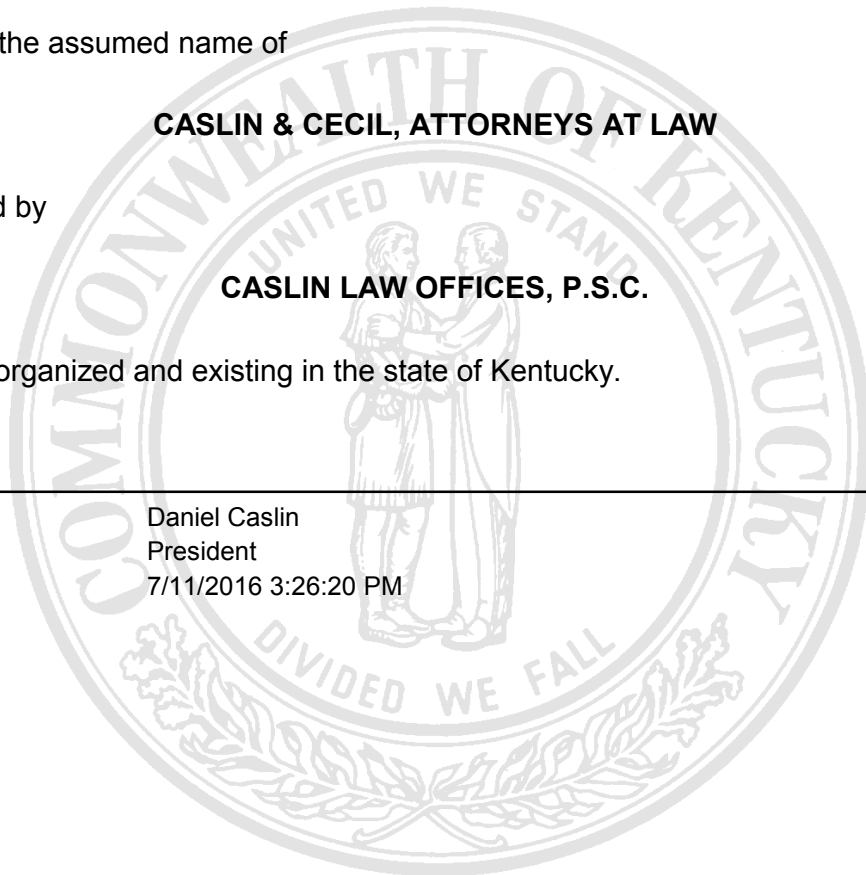 the assumed name of
CASLIN & CECIL, ATTORNEYS AT LAW
d by
CASLIN LAW OFFICES, P.S.C.
organized and existing in the state of Kentucky.
Daniel Caslin
President
7/11/2016 3:26:20 PM
COMMONWEALTH OF KENTUCKY
UNITED WE STAND
DIVIDED WE FALL